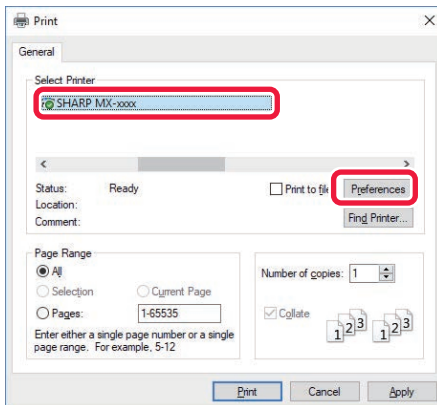 Print
General
Select Printer
SHARP MX-xxxx
Status: Ready
Print to file
Preferences
Location:
Comment:
Find Printer...
Page Range
All
Selection
Current Page
Pages: 1-65535
Enter either a single page number or a single
page range. For example, 5-12
Number of copies: 1
Collate
1 2 3 1 2 3
Print Cancel Apply